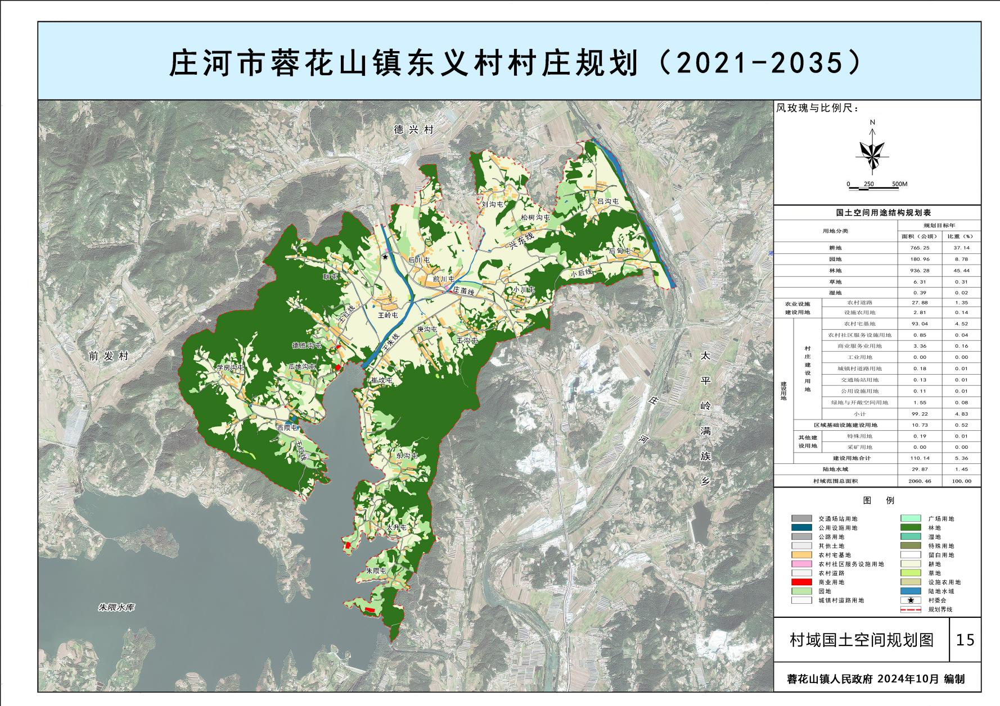 庄河市蓉花山镇东义村村庄规划（2021-2035）
德兴村
前发村
太平岭满族乡
庄河
河
朱隈水库
刘沟屯
松树沟屯
吕沟屯
兴东线
后甸屯
小后线
后川屯
前川屯
庄茧线
小川屯
耿屯
王岭屯
王红线
庚沟屯
王沟屯
王朱线
德胜沟屯
瓜地沟屯
学房沟屯
崔坟屯
西隈屯
王红线
东沟屯
太升屯
朱隈屯
风玫瑰与比例尺：
N
0 250 500M
国土空间用途结构规划表
用地分类 规划目标年
面积（公顷） 比重（%）
耕地 765.25 37.14
园地 180.96 8.78
林地 936.28 45.44
草地 6.31 0.31
湿地 0.39 0.02
农业设施建设用地 农村道路 27.88 1.35
设施农用地 2.81 0.14
建设用地 村庄建设用地 农村宅基地 93.04 4.52
农村社区服务设施用地 0.85 0.04
商业服务业用地 3.36 0.16
工业用地 0.00 0.00
城镇村道路用地 0.18 0.01
交通场站用地 0.13 0.01
公用设施用地 0.11 0.01
绿地与开敞空间用地 1.55 0.08
小计 99.22 4.83
区域基础设施建设用地 10.73 0.52
其他建设用地 特殊用地 0.19 0.01
采矿用地 0.00 0.00
建设用地合计 110.14 5.36
陆地水域 29.87 1.45
村域范围总面积 2060.46 100.00
图 例
交通场站用地
公用设施用地
公路用地
其他土地
农村宅基地
农村社区服务设施用地
农村道路
商业用地
园地
城镇村道路用地
广场用地
林地
湿地
特殊用地
留白用地
耕地
草地
设施农用地
陆地水域
村委会
规划界线
村域国土空间规划图 15
蓉花山镇人民政府 2024年10月 编制